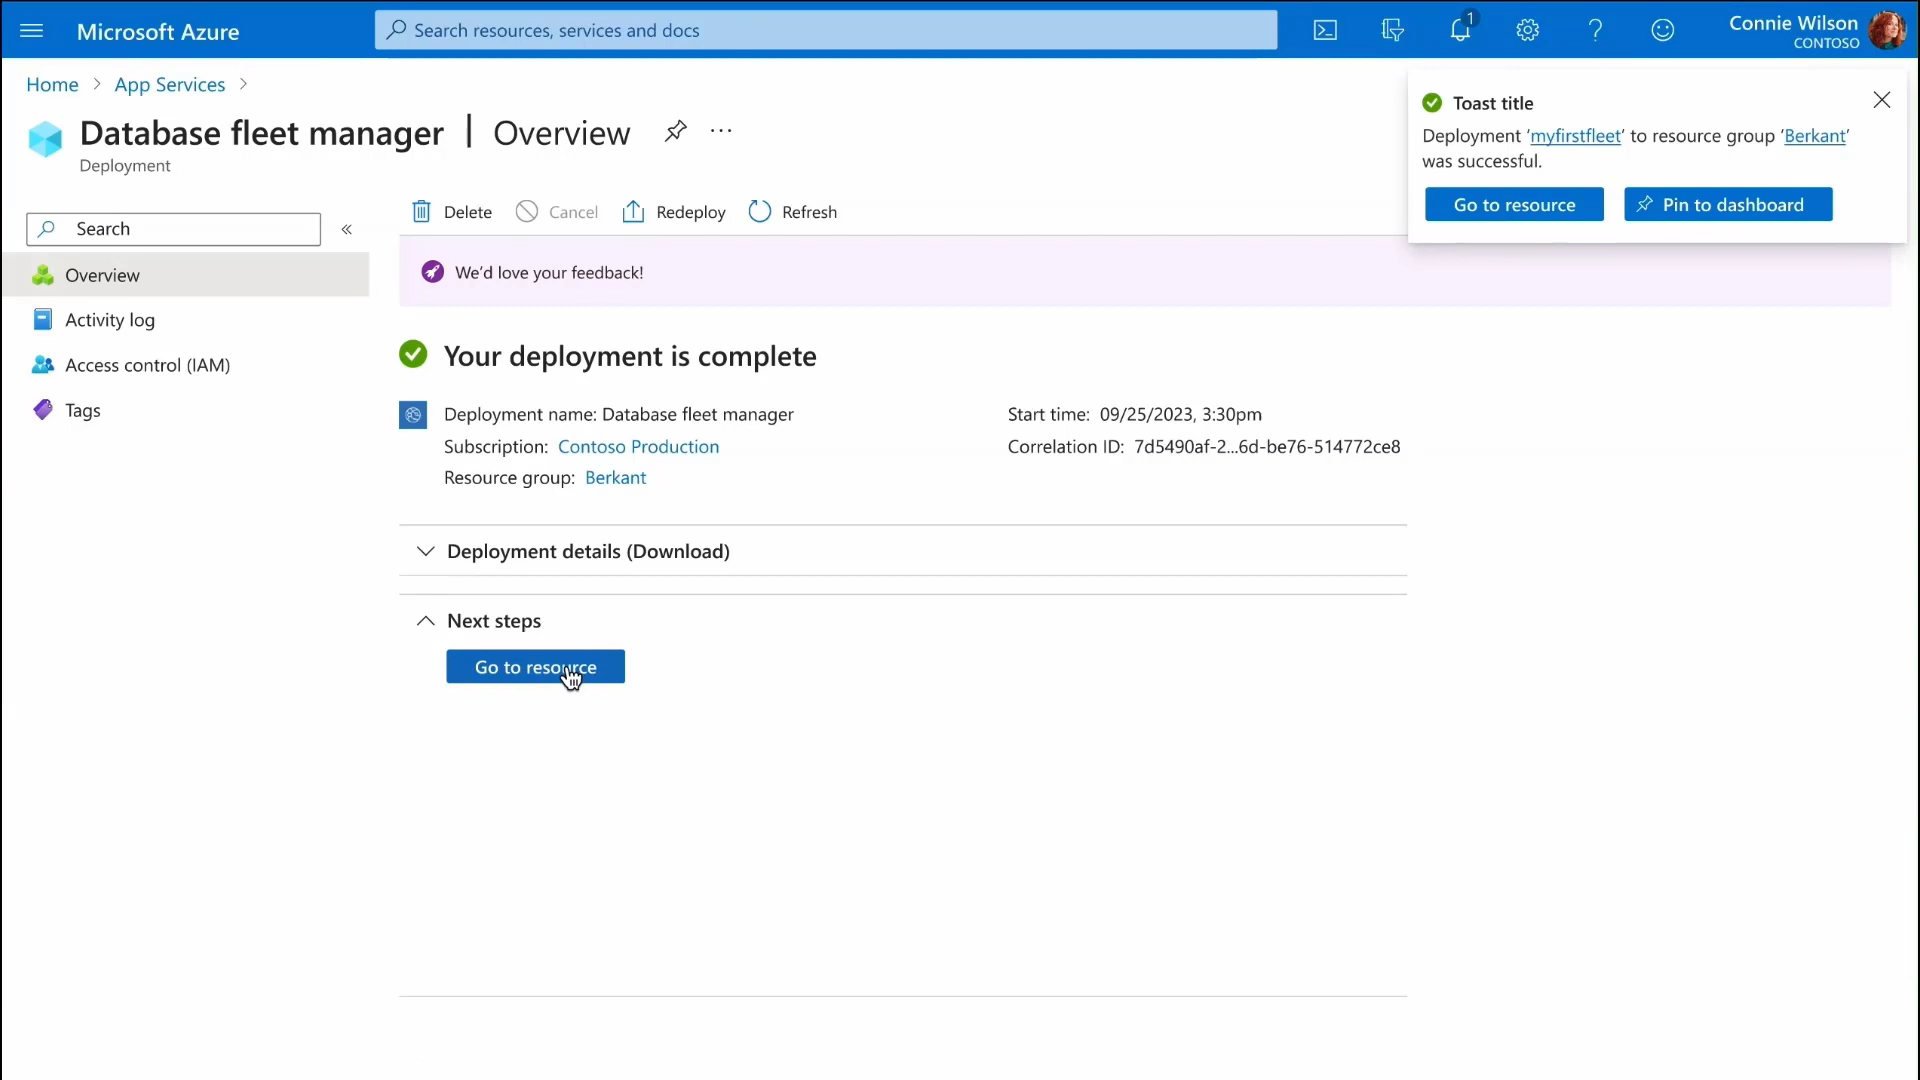 Microsoft Azure
Search resources, services and docs
1
Connie Wilson
CONTOSO
Home > App Services >
Database fleet manager | Overview
Deployment
Toast title
Deployment ‘myfirstfleet’ to resource group ‘Berkant’
was successful.
Go to resource
Pin to dashboard
Search
Overview
Activity log
Access control (IAM)
Tags
Delete
Cancel
Redeploy
Refresh
We’d love your feedback!
Your deployment is complete
Deployment name: Database fleet manager
Subscription: Contoso Production
Resource group: Berkant
Start time: 09/25/2023, 3:30pm
Correlation ID: 7d5490af-2...6d-be76-514772ce8
Deployment details (Download)
Next steps
Go to resource